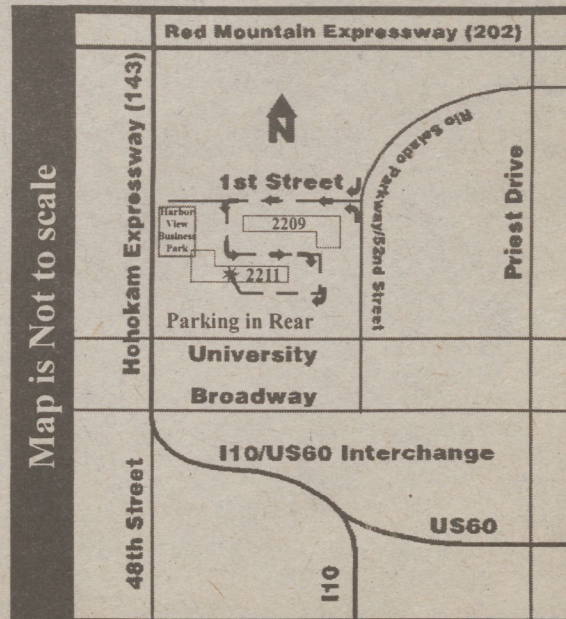 Map is Not to scale
Red Mountain Expressway (202)
Hohokam Expressway (143)
N
1st Street
Rio Salado Parkway/52nd Street
Priest Drive
Harbor
View
Business
Park
2209
2211
Parking in Rear
University
Broadway
I10/US60 Interchange
48th Street
US60
I10